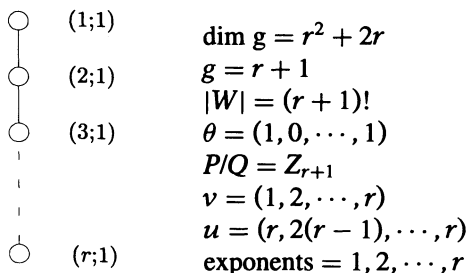 (1;1)
(2;1)
(3;1)
(r;1)
dim g = r² + 2r
g = r + 1
|W| = (r + 1)!
θ = (1, 0, ⋯, 1)
P/Q = Z_{r+1}
ν = (1, 2, ⋯, r)
u = (r, 2(r − 1), ⋯, r)
exponents = 1, 2, ⋯, r